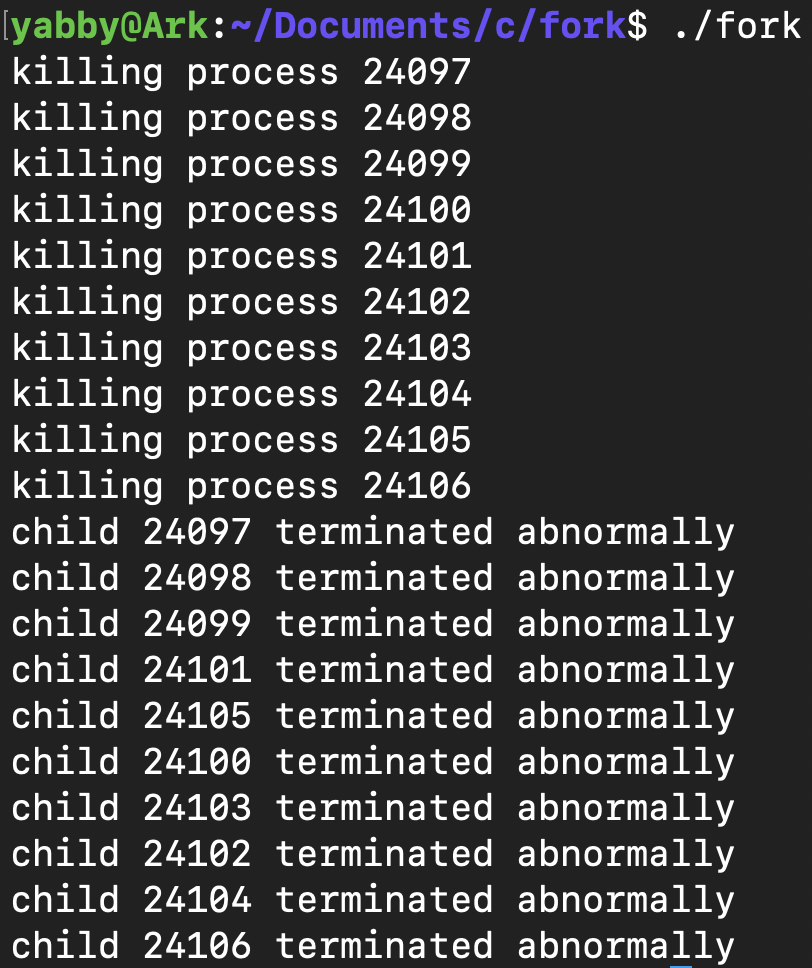 [yabby@Ark:~/Documents/c/fork$ ./fork
killing process 24097
killing process 24098
killing process 24099
killing process 24100
killing process 24101
killing process 24102
killing process 24103
killing process 24104
killing process 24105
killing process 24106
child 24097 terminated abnormally
child 24098 terminated abnormally
child 24099 terminated abnormally
child 24101 terminated abnormally
child 24105 terminated abnormally
child 24100 terminated abnormally
child 24103 terminated abnormally
child 24102 terminated abnormally
child 24104 terminated abnormally
child 24106 terminated abnormally